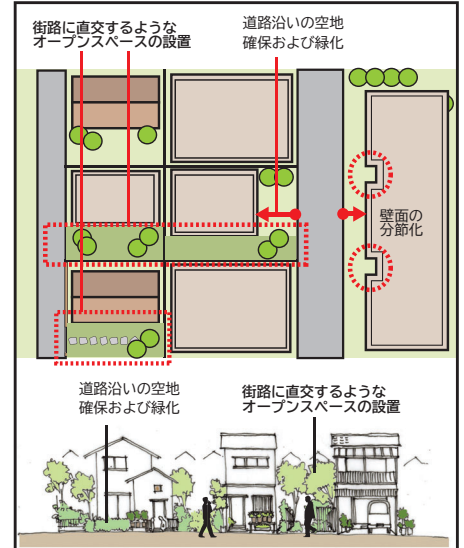 街路に直交するような
オープンスペースの設置
道路沿いの空地
確保および緑化
壁面の
分節化
道路沿いの空地
確保および緑化
街路に直交するような
オープンスペースの設置